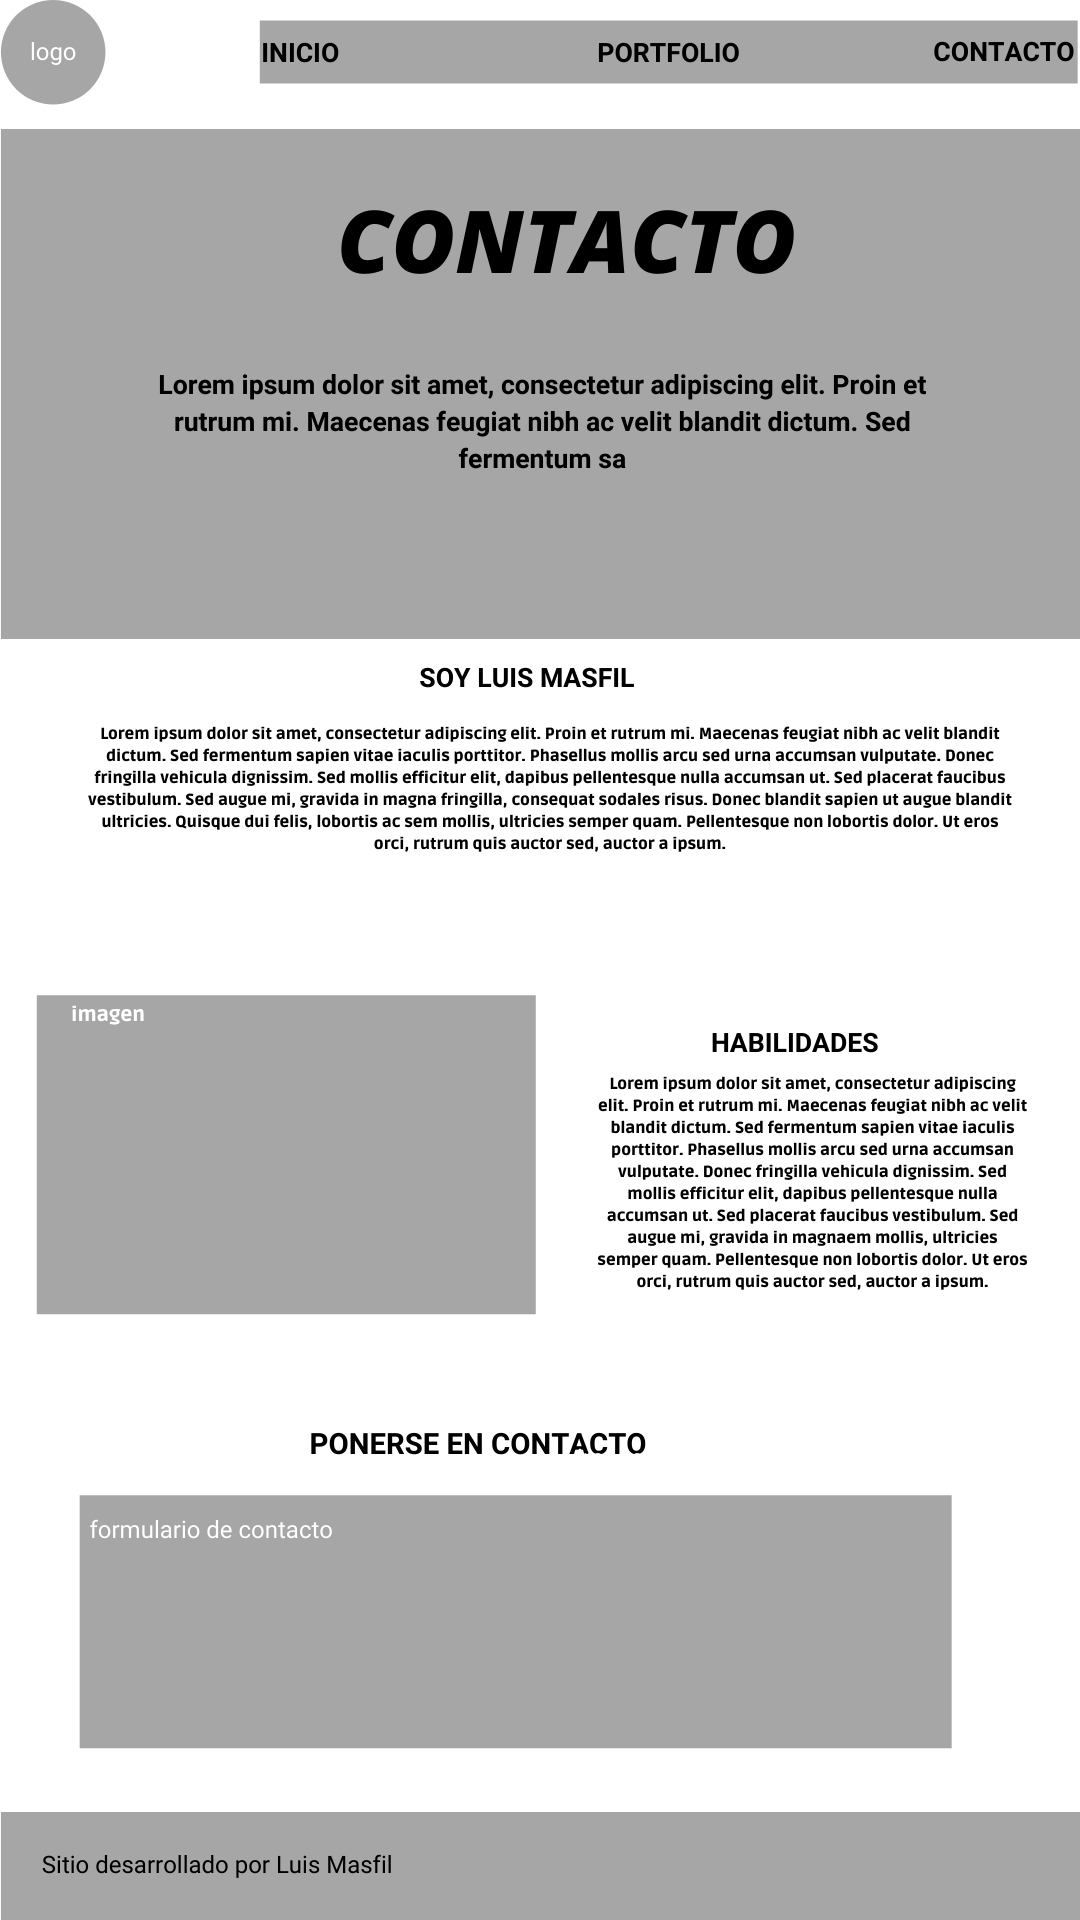 logo
INICIO PORTFOLIO CONTACTO
CONTACTO
Lorem ipsum dolor sit amet, consectetur adipiscing elit. Proin et
rutrum mi. Maecenas feugiat nibh ac velit blandit dictum. Sed
fermentum sa
SOY LUIS MASFIL
Lorem ipsum dolor sit amet, consectetur adipiscing elit. Proin et rutrum mi. Maecenas feugiat nibh ac velit blandit
dictum. Sed fermentum sapien vitae iaculis porttitor. Phasellus mollis arcu sed urna accumsan vulputate. Donec
fringilla vehicula dignissim. Sed mollis efficitur elit, dapibus pellentesque nulla accumsan ut. Sed placerat faucibus
vestibulum. Sed augue mi, gravida in magna fringilla, consequat sodales risus. Donec blandit sapien ut augue blandit
ultricies. Quisque dui felis, lobortis ac sem mollis, ultricies semper quam. Pellentesque non lobortis dolor. Ut eros
orci, rutrum quis auctor sed, auctor a ipsum.
imagen
HABILIDADES
Lorem ipsum dolor sit amet, consectetur adipiscing
elit. Proin et rutrum mi. Maecenas feugiat nibh ac velit
blandit dictum. Sed fermentum sapien vitae iaculis
porttitor. Phasellus mollis arcu sed urna accumsan
vulputate. Donec fringilla vehicula dignissim. Sed
mollis efficitur elit, dapibus pellentesque nulla
accumsan ut. Sed placerat faucibus vestibulum. Sed
augue mi, gravida in magnaem mollis, ultricies
semper quam. Pellentesque non lobortis dolor. Ut eros
orci, rutrum quis auctor sed, auctor a ipsum.
PONERSE EN CONTACTO
formulario de contacto
Sitio desarrollado por Luis Masfil